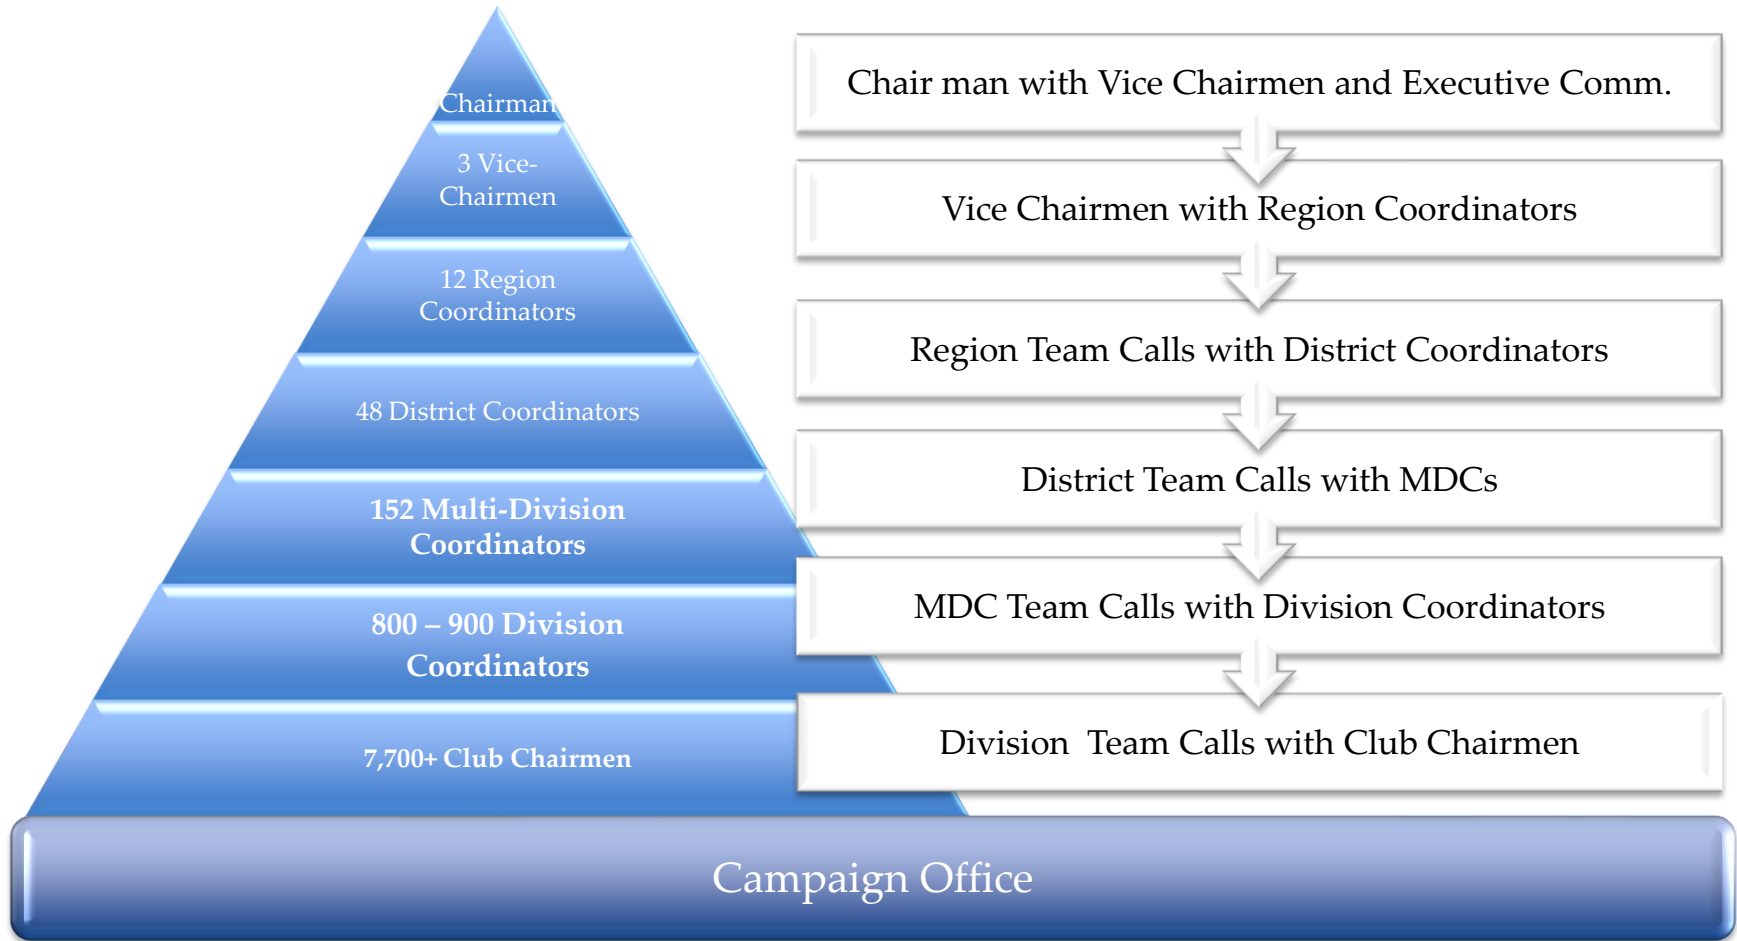 Chairman
3 Vice-
Chairmen
12 Region
Coordinators
48 District Coordinators
152 Multi-Division
Coordinators
800 – 900 Division
Coordinators
7,700+ Club Chairmen
Chair man with Vice Chairmen and Executive Comm.
Vice Chairmen with Region Coordinators
Region Team Calls with District Coordinators
District Team Calls with MDCs
MDC Team Calls with Division Coordinators
Division  Team Calls with Club Chairmen
Campaign Office